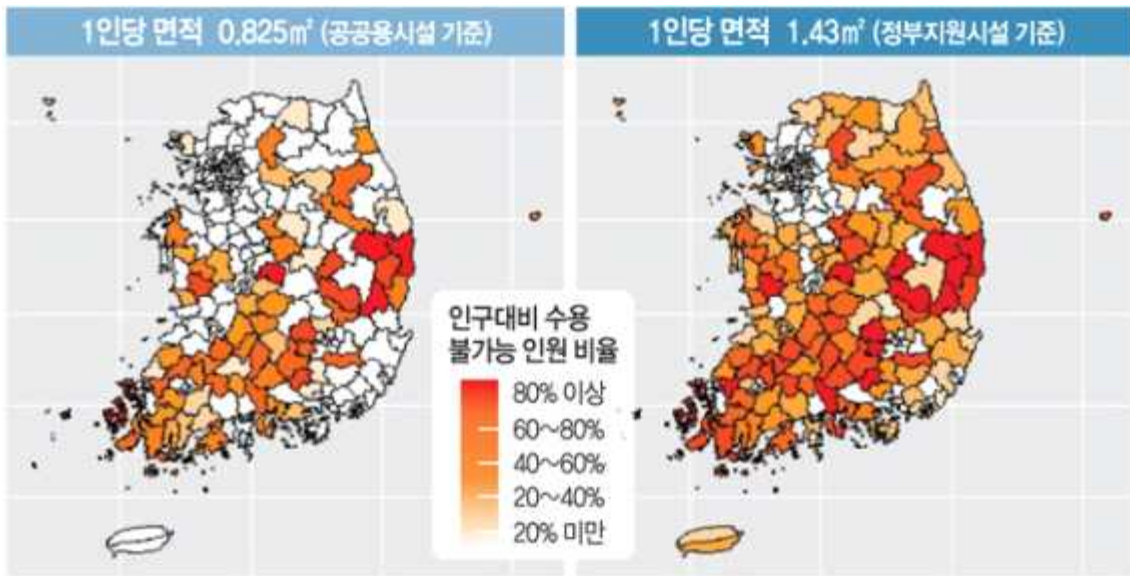 1인당 면적 0.825㎡ (공공용시설 기준)
1인당 면적 1.43㎡ (정부지원시설 기준)
인구대비 수용
불가능 인원 비율
80% 이상
60~80%
40~60%
20~40%
20% 미만